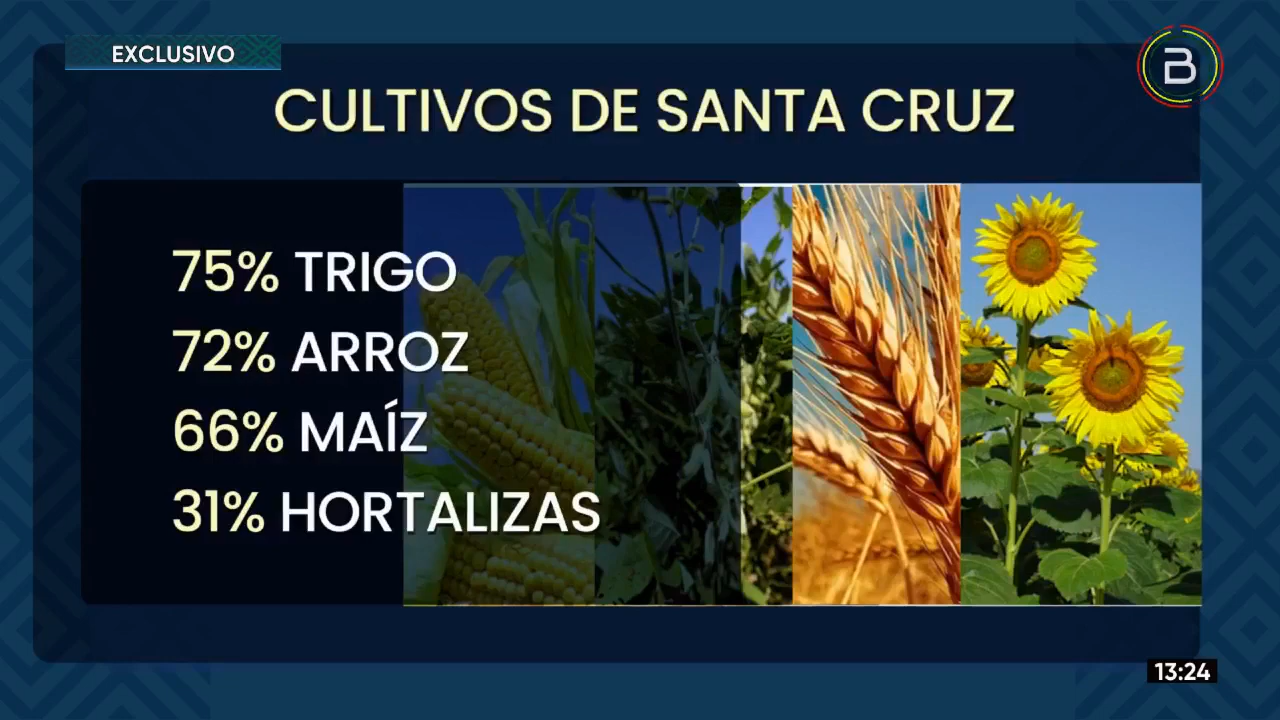 EXCLUSIVO
B
CULTIVOS DE SANTA CRUZ
75% TRIGO
72% ARROZ
66% MAÍZ
31% HORTALIZAS
13:24